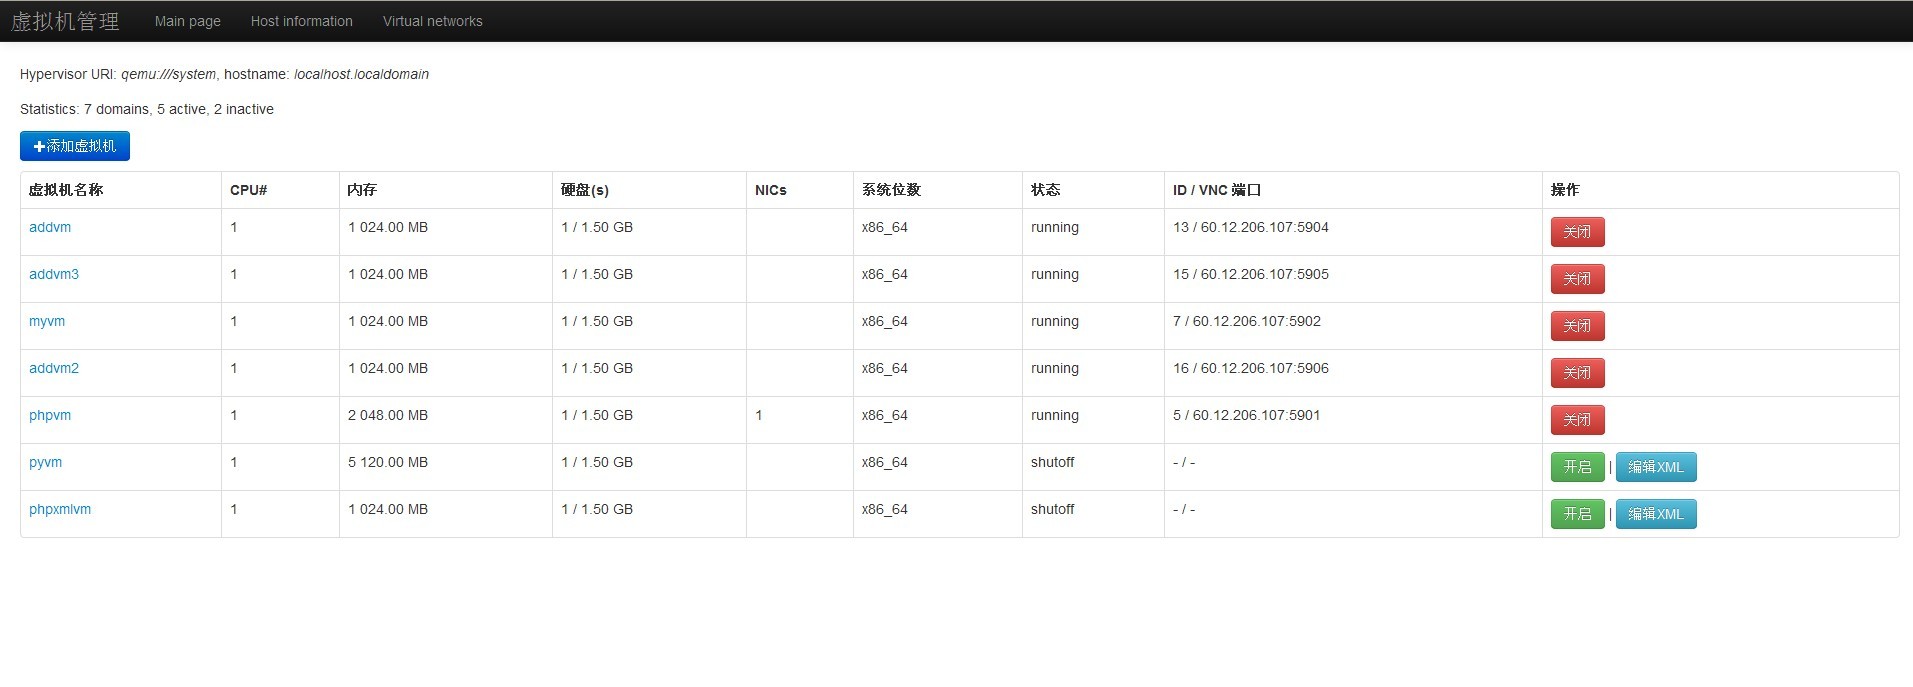 虚拟机管理 Main page Host information Virtual networks
Hypervisor URI: qemu:///system, hostname: localhost.localdomain
Statistics: 7 domains, 5 active, 2 inactive
+添加虚拟机
虚拟机名称 CPU# 内存 硬盘(s) NICs 系统位数 状态 ID / VNC 端口 操作
addvm 1 1 024.00 MB 1 / 1.50 GB x86_64 running 13 / 60.12.206.107:5904 关闭
addvm3 1 1 024.00 MB 1 / 1.50 GB x86_64 running 15 / 60.12.206.107:5905 关闭
myvm 1 1 024.00 MB 1 / 1.50 GB x86_64 running 7 / 60.12.206.107:5902 关闭
addvm2 1 1 024.00 MB 1 / 1.50 GB x86_64 running 16 / 60.12.206.107:5906 关闭
phpvm 1 2 048.00 MB 1 / 1.50 GB 1 x86_64 running 5 / 60.12.206.107:5901 关闭
pyvm 1 5 120.00 MB 1 / 1.50 GB x86_64 shutoff - / - 开启 | 编辑XML
phpxmlvm 1 1 024.00 MB 1 / 1.50 GB x86_64 shutoff - / - 开启 | 编辑XML